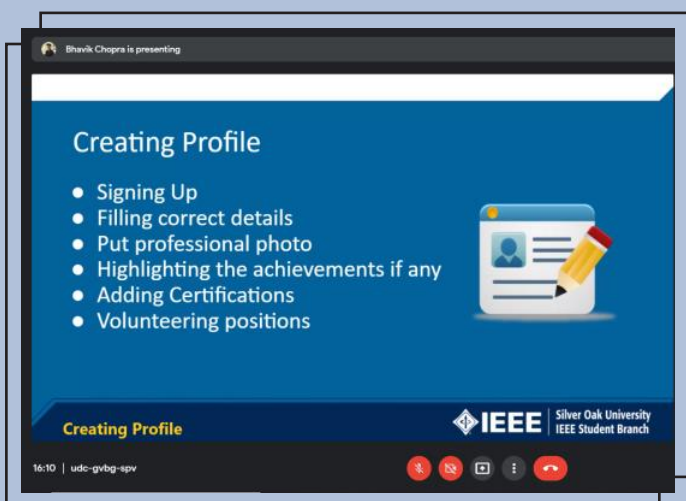 Bhavik Chopra is presenting
Creating Profile
● Signing Up
● Filling correct details
● Put professional photo
● Highlighting the achievements if any
● Adding Certifications
● Volunteering positions
Creating Profile
IEEE
Silver Oak University
IEEE Student Branch
16:10 | udc-gvbg-spv